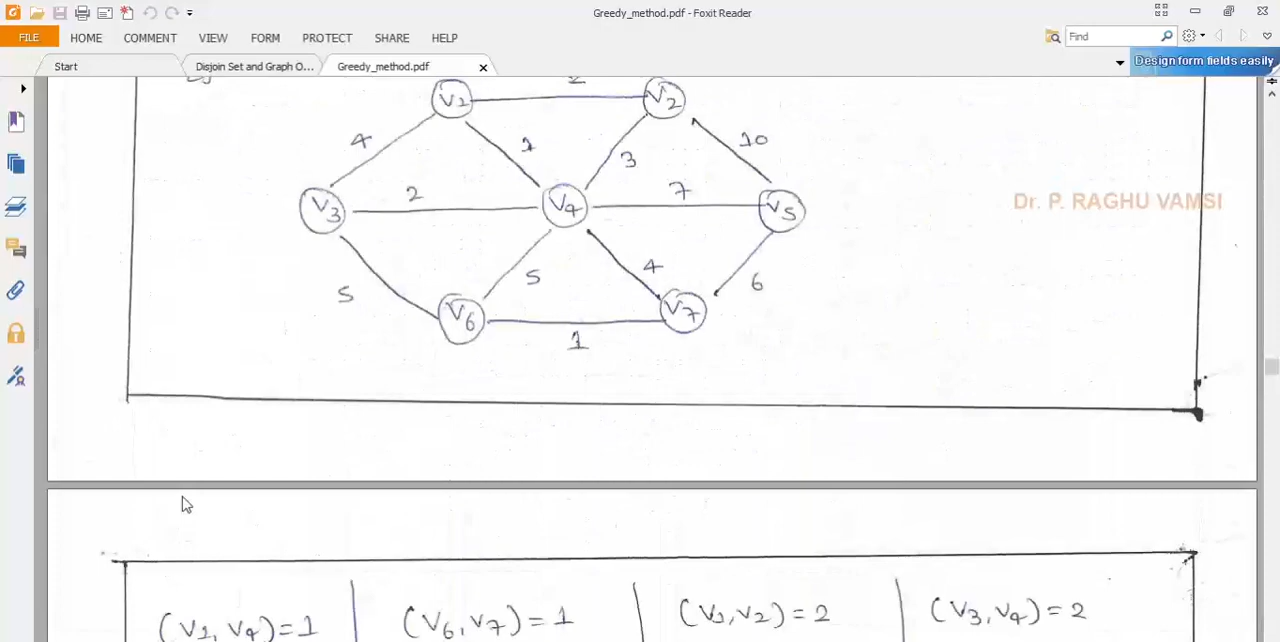 Greedy_method.pdf - Foxit Reader
FILE HOME COMMENT VIEW FORM PROTECT SHARE HELP
Find
Start
Disjoin Set and Graph O...
Greedy_method.pdf
Design form fields easily
V1 V2
4 1 3 10
Dr. P. RAGHU VAMSI
V3 2 V4 7 V5
5 5 4 6
V6 1 V7
(V1, V4) = 1
(V6, V7) = 1
(V1, V2) = 2
(V3, V4) = 2